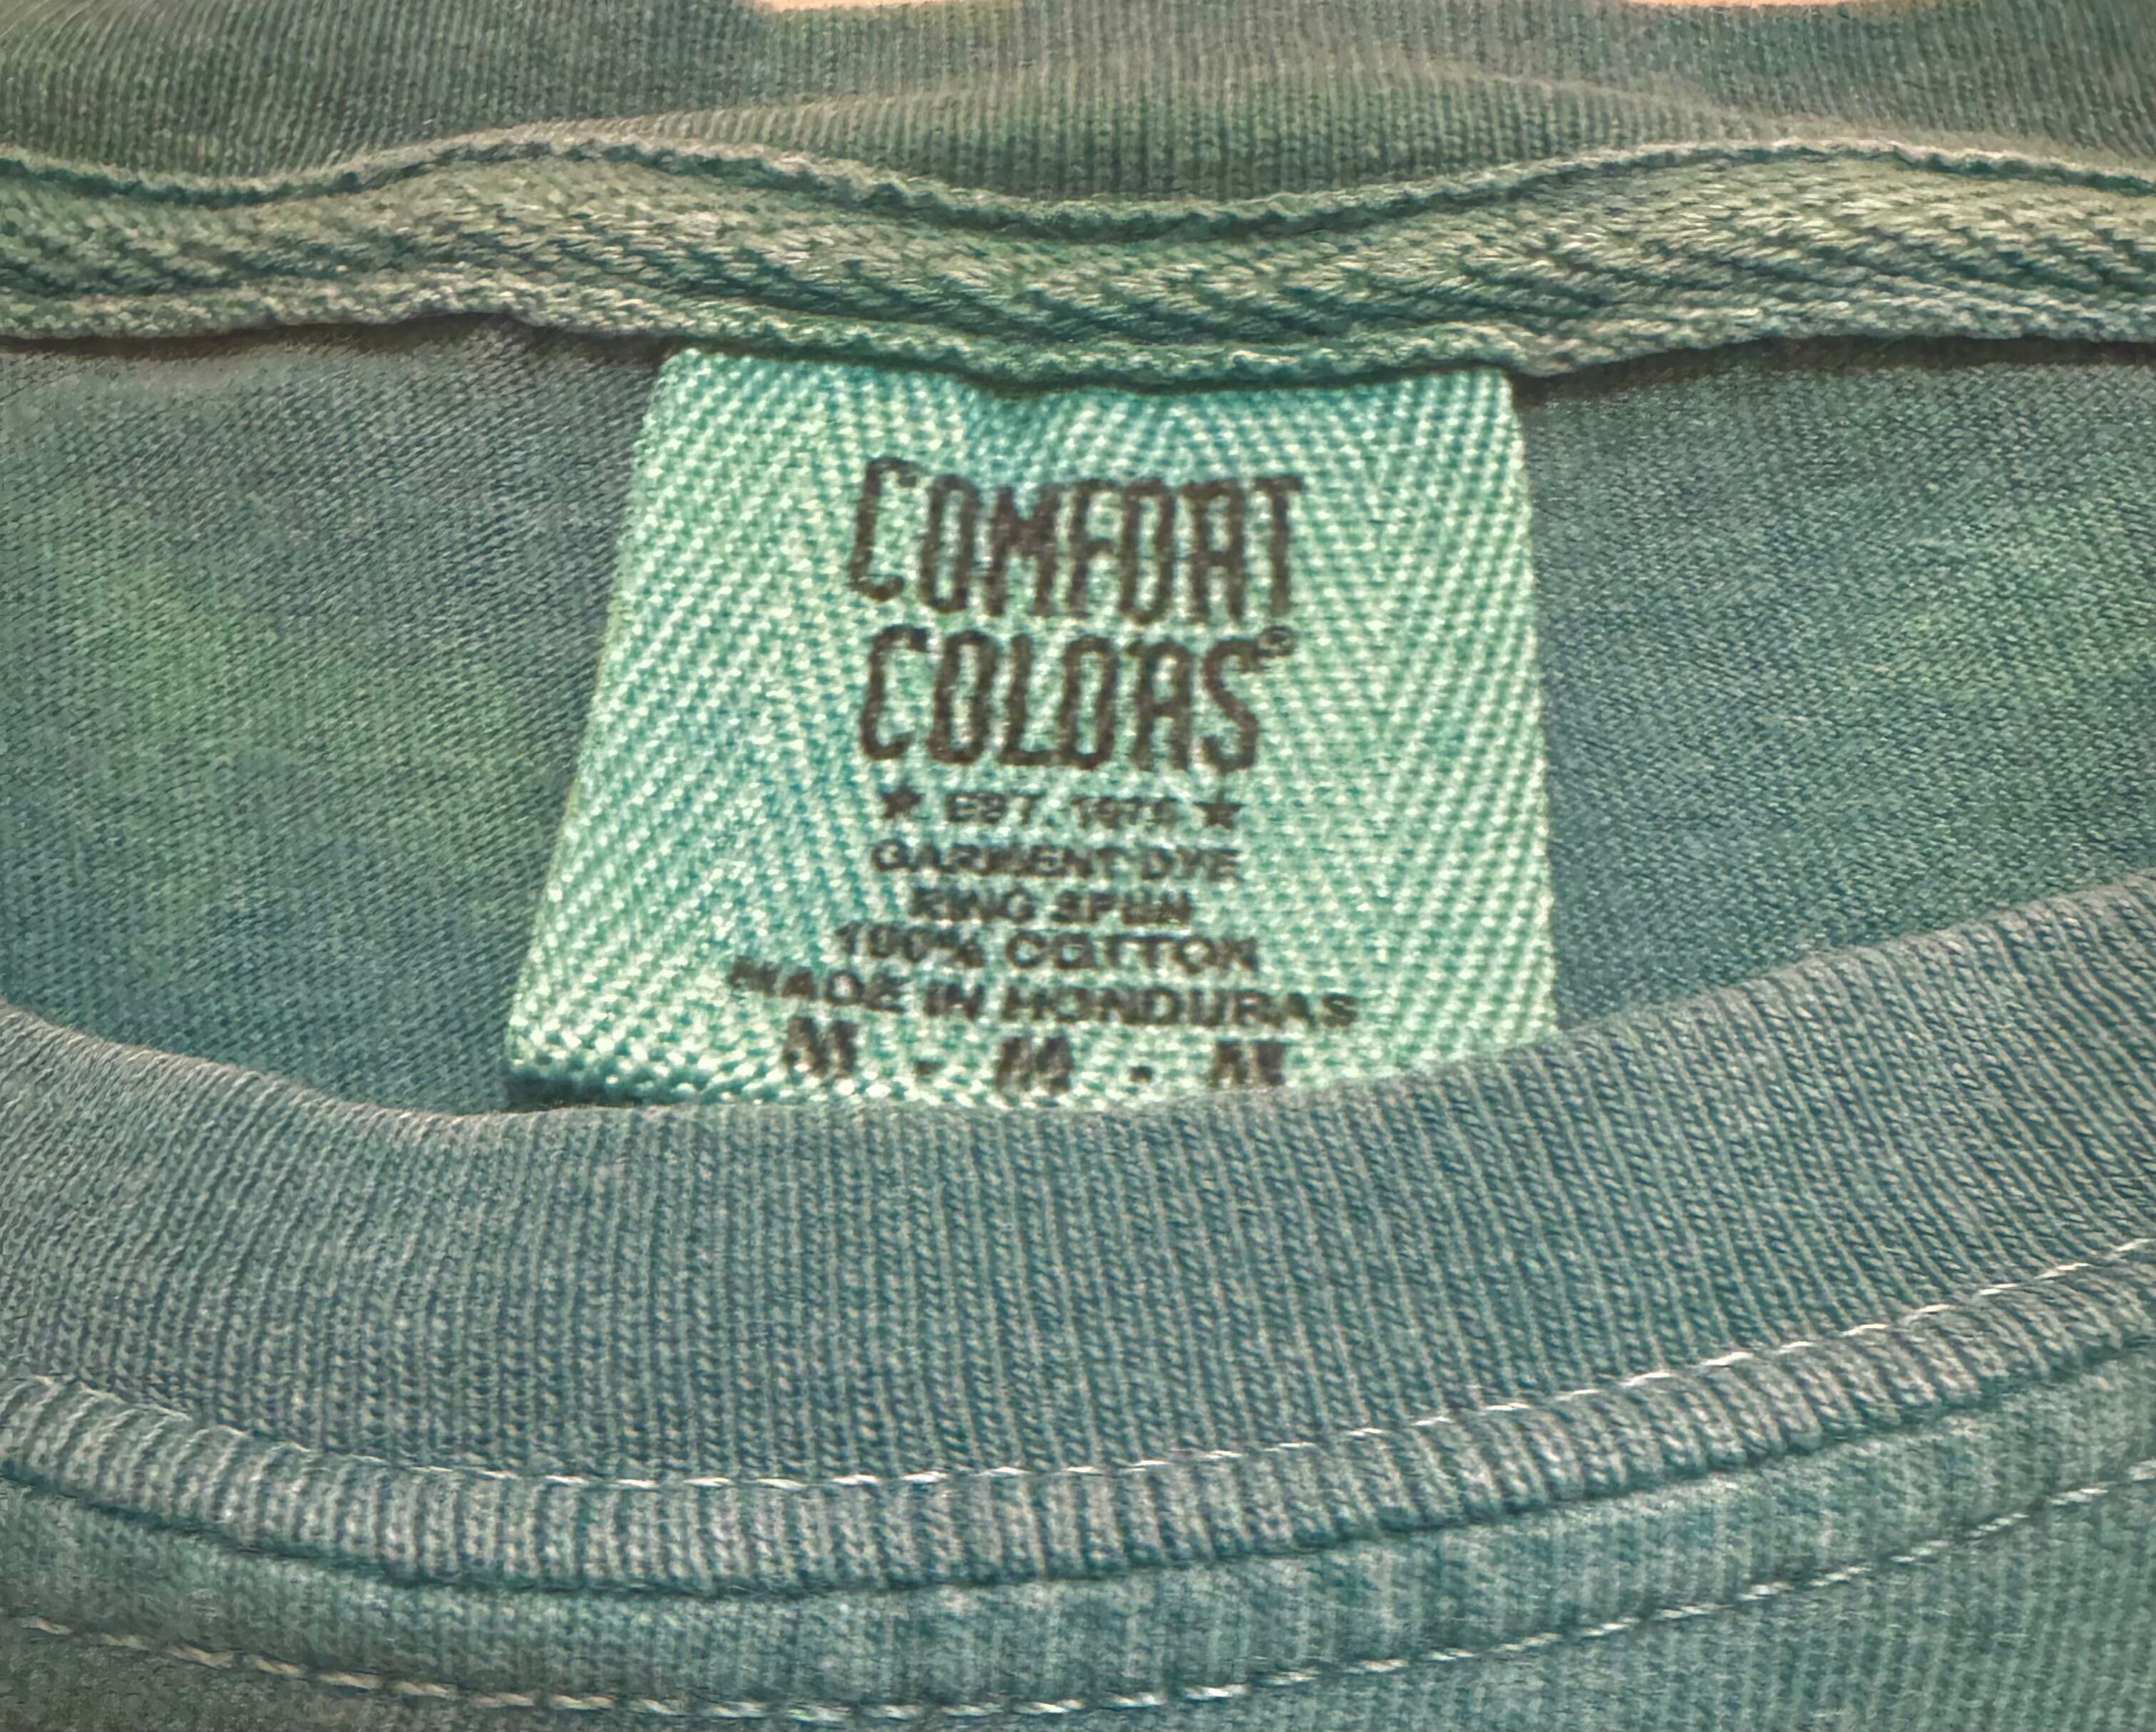 COMFORT
COLORS®
★ EST. 1975 ★
GARMENT DYE
RING SPUN
100% COTTON
MADE IN HONDURAS
M - M - M